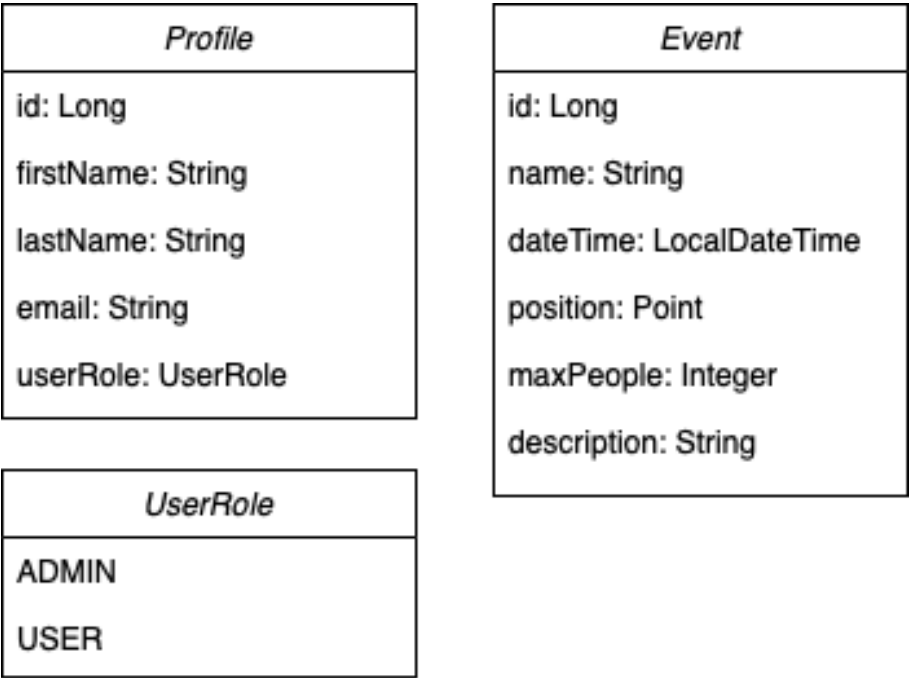 Profile
id: Long
firstName: String
lastName: String
email: String
userRole: UserRole
Event
id: Long
name: String
dateTime: LocalDateTime
position: Point
maxPeople: Integer
description: String
UserRole
ADMIN
USER